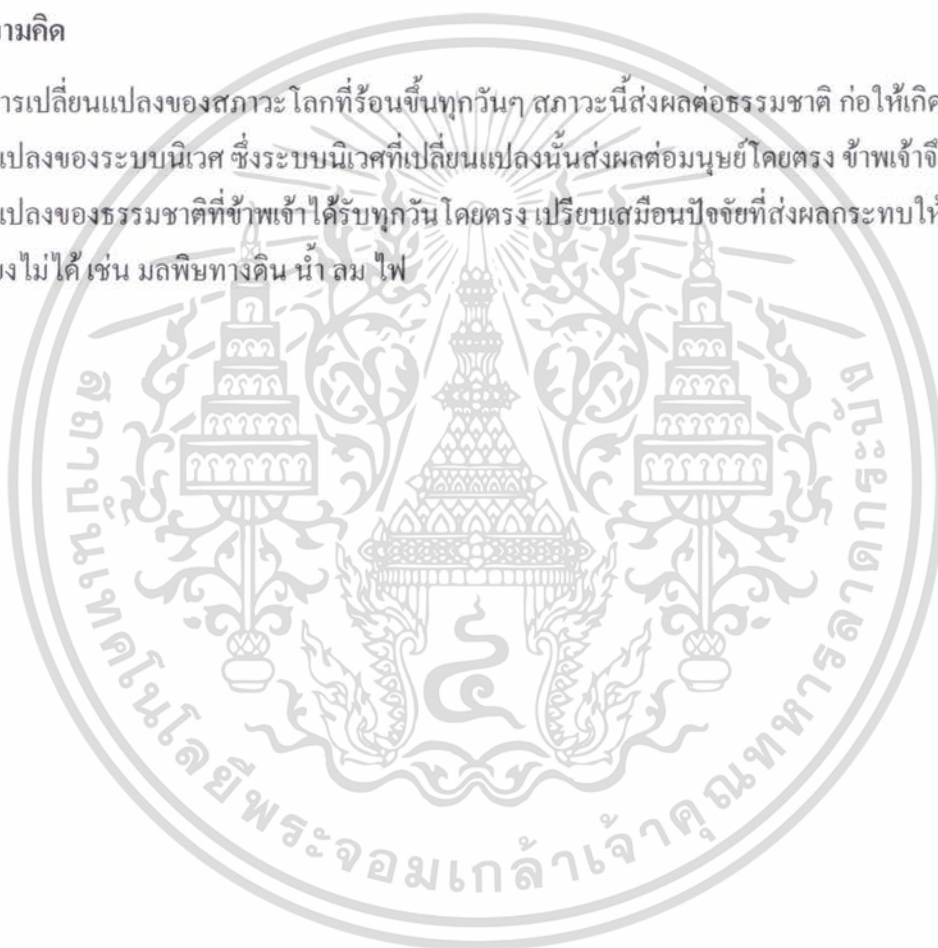 ามคิด
ารเปลี่ยนแปลงของสภาวะโลกที่ร้อนขึ้นทุกวันๆ สภาวะนี้ส่งผลต่อธรรมชาติ ก่อให้เกิด
แปลงของระบบนิเวศ ซึ่งระบบนิเวศที่เปลี่ยนแปลงนั้นส่งผลต่อมนุษย์โดยตรง ข้าพเจ้าจึ
แปลงของธรรมชาติที่ข้าพเจ้าได้รับทุกวันโดยตรง เปรียบเสมือนปัจจัยที่ส่งผลกระทบให้
งไม่ได้ เช่น มลพิษทางดิน น้ำ ลม ไฟ
สถาบันเทคโนโลยีพระจอมเกล้าเจ้าคุณทหารลาดกระบัง
๔